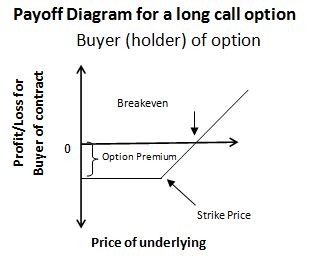 Payoff Diagram for a long call option
Buyer (holder) of option
Profit/Loss for
Buyer of contract
Breakeven
0
Option Premium
Strike Price
Price of underlying